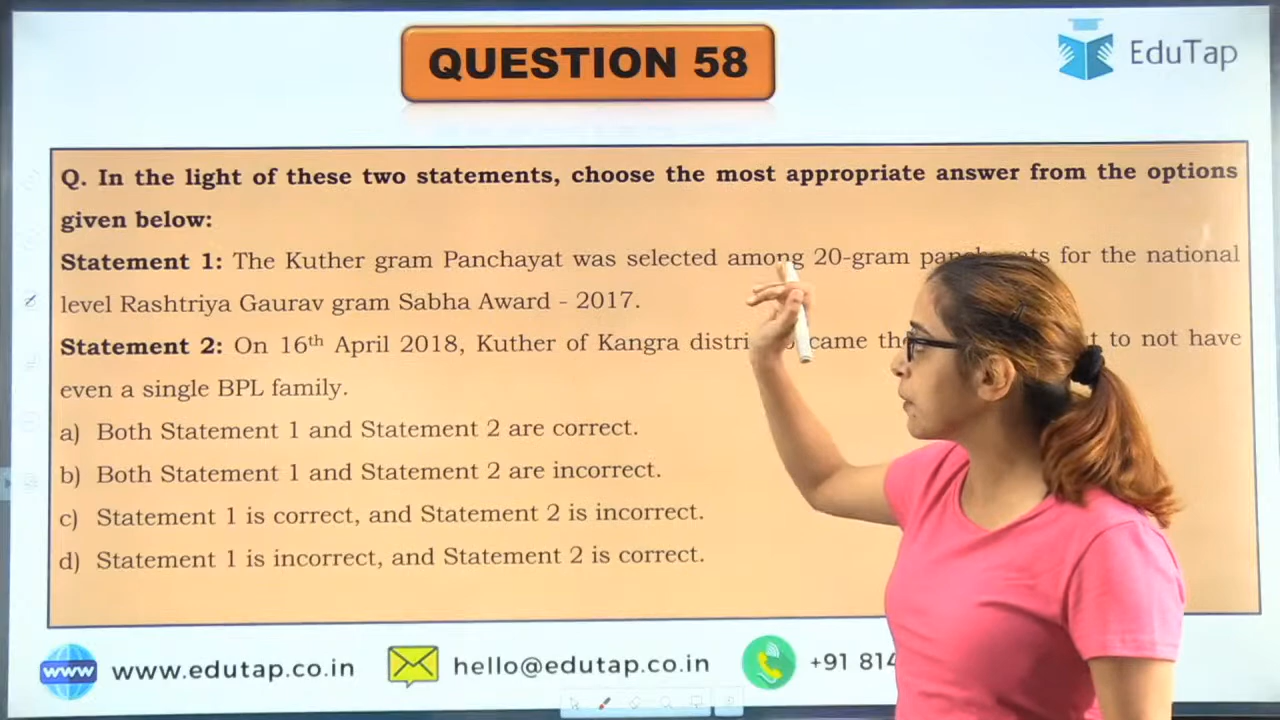 QUESTION 58
EduTap
Q. In the light of these two statements, choose the most appropriate answer from the options
given below:
Statement 1: The Kuther gram Panchayat was selected among 20-gram for the national
level Rashtriya Gaurav gram Sabha Award - 2017.
Statement 2: On 16th April 2018, Kuther of Kangra to not have
even a single BPL family.
a) Both Statement 1 and Statement 2 are correct.
b) Both Statement 1 and Statement 2 are incorrect.
c) Statement 1 is correct, and Statement 2 is incorrect.
d) Statement 1 is incorrect, and Statement 2 is correct.
www www.edutap.co.in hello@edutap.co.in +91 814